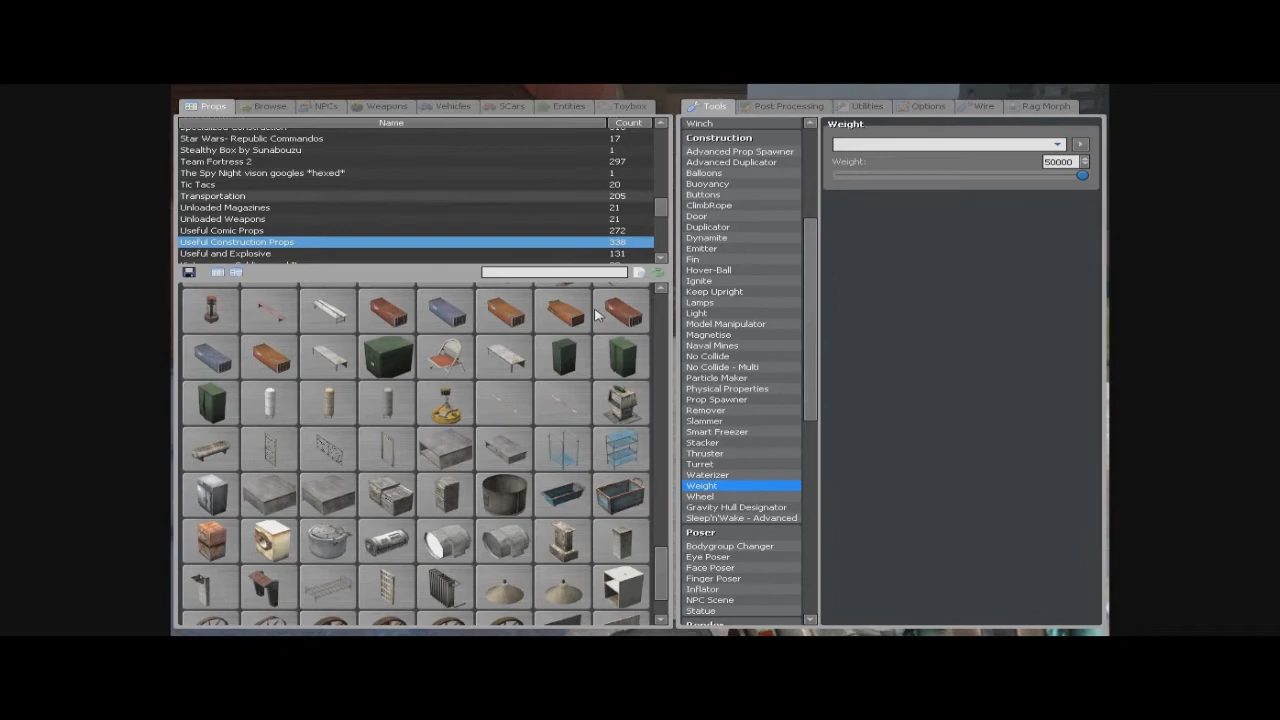 Props Browse NPCs Weapons Vehicles SCars Entities Toybox
Name Count
Specialized Construction
Star Wars- Republic Commandos 17
Stealthy Box by Sunabouzu 1
Team Fortress 2 297
The Spy Night vison googles *hexed* 1
Tic Tacs 20
Transportation 205
Unloaded Magazines 21
Unloaded Weapons 21
Useful Comic Props 272
Useful Construction Props 338
Useful and Explosive 131
Tools Post Processing Utilities Options Wire Rag Morph
Winch
Construction
Advanced Prop Spawner
Advanced Duplicator
Balloons
Buoyancy
Buttons
ClimbRope
Door
Duplicator
Dynamite
Emitter
Fin
Hover-Ball
Ignite
Keep Upright
Lamps
Light
Model Manipulator
Magnetise
Naval Mines
No Collide
No Collide - Multi
Particle Maker
Physical Properties
Prop Spawner
Remover
Slammer
Smart Freezer
Stacker
Thruster
Turret
Waterizer
Weight
Wheel
Gravity Hull Designator
Sleep'n'Wake - Advanced
Poser
Bodygroup Changer
Eye Poser
Face Poser
Finger Poser
Inflator
NPC Scene
Statue
Render
Weight
Weight: 50000